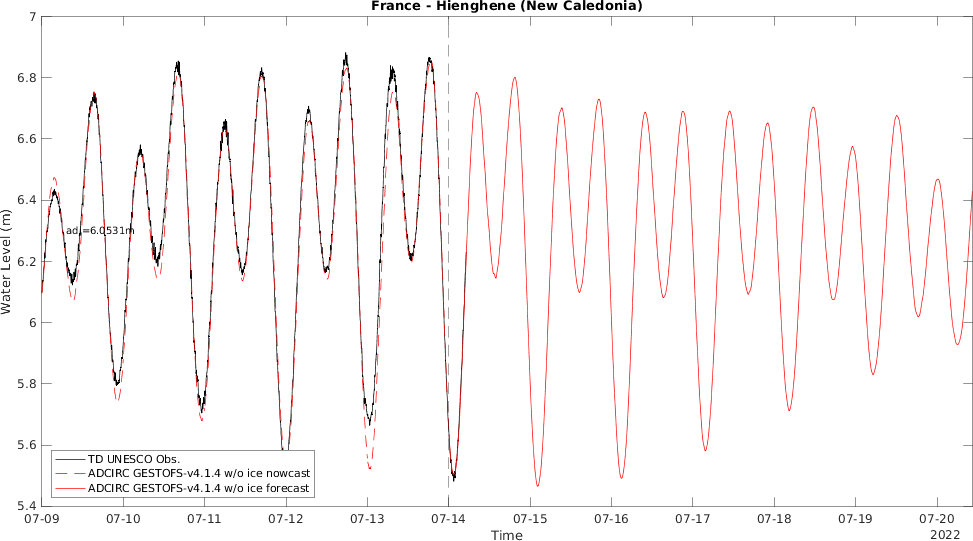 France - Hienghene (New Caledonia)
7
6.8
6.6
6.4
6.2
6
5.8
5.6
5.4
Water Level (m)
adj=6.0531m
TD UNESCO Obs.
ADCIRC GESTOFS-v4.1.4 w/o ice nowcast
ADCIRC GESTOFS-v4.1.4 w/o ice forecast
07-09 07-10 07-11 07-12 07-13 07-14 07-15 07-16 07-17 07-18 07-19 07-20
2022
Time